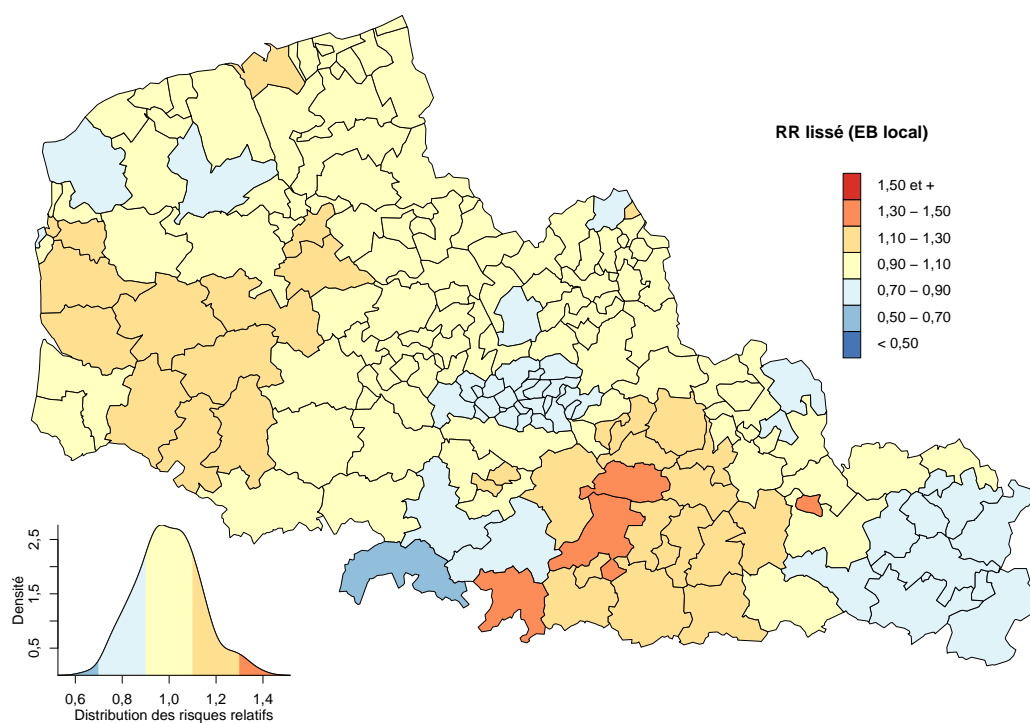 RR lissé (EB local)
1,50 et +
1,30 – 1,50
1,10 – 1,30
0,90 – 1,10
0,70 – 0,90
0,50 – 0,70
< 0,50
Densité
2,5
1,5
0,5
0,6 0,8 1,0 1,2 1,4
Distribution des risques relatifs